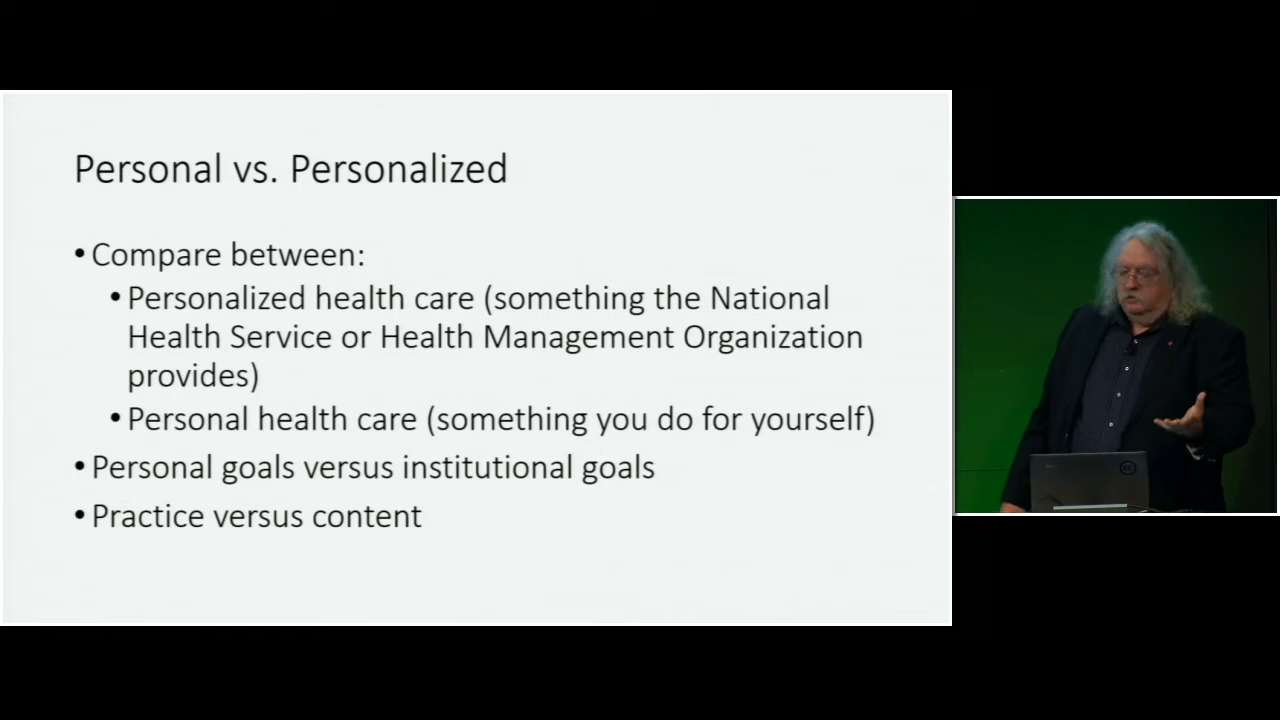 Personal vs. Personalized
• Compare between:
• Personalized health care (something the National
Health Service or Health Management Organization
provides)
• Personal health care (something you do for yourself)
• Personal goals versus institutional goals
• Practice versus content
cc